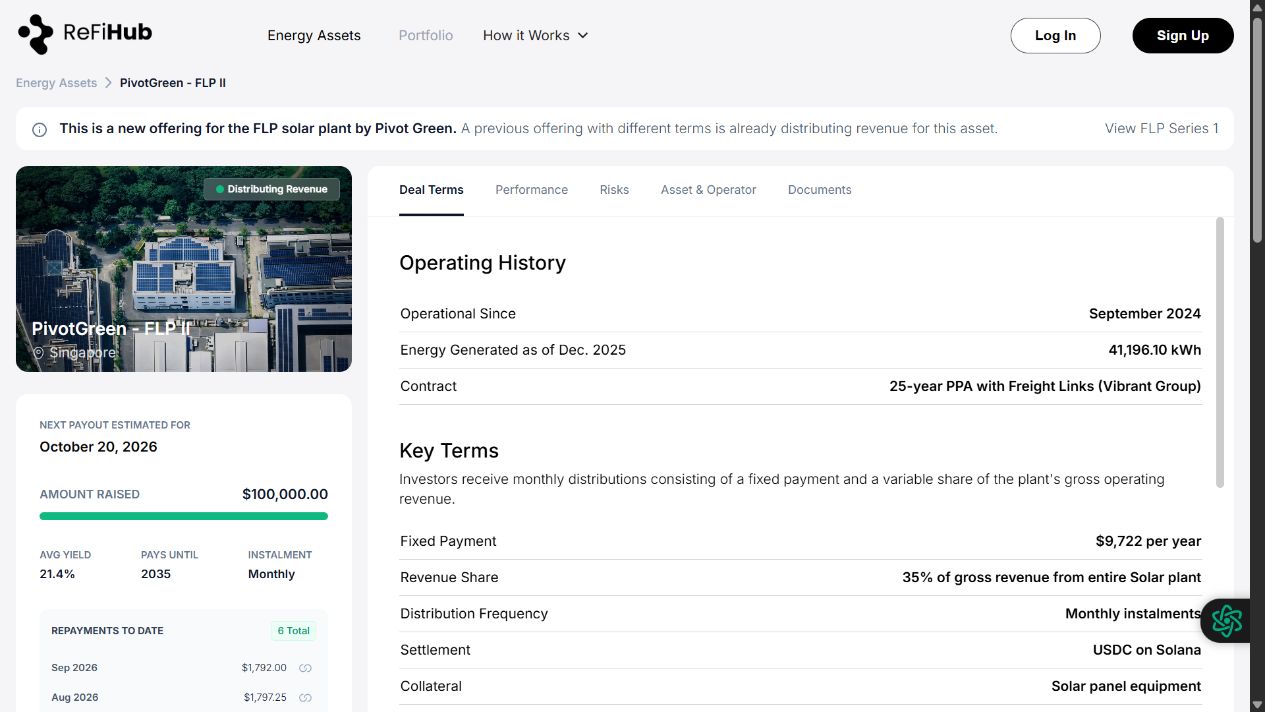 ReFiHub
Energy Assets
Portfolio
How it Works
Log In
Sign Up
Energy Assets
PivotGreen - FLP II
This is a new offering for the FLP solar plant by Pivot Green. A previous offering with different terms is already distributing revenue for this asset.
View FLP Series 1
Distributing Revenue
PivotGreen - FLP II
Singapore
NEXT PAYOUT ESTIMATED FOR
October 20, 2026
AMOUNT RAISED
$100,000.00
AVG YIELD
PAYS UNTIL
INSTALMENT
21.4%
2035
Monthly
REPAYMENTS TO DATE
6 Total
Sep 2026
$1,792.00
Aug 2026
$1,797.25
Deal Terms
Performance
Risks
Asset & Operator
Documents
Operating History
Operational Since
September 2024
Energy Generated as of Dec. 2025
41,196.10 kWh
Contract
25-year PPA with Freight Links (Vibrant Group)
Key Terms
Investors receive monthly distributions consisting of a fixed payment and a variable share of the plant's gross operating
revenue.
Fixed Payment
$9,722 per year
Revenue Share
35% of gross revenue from entire Solar plant
Distribution Frequency
Monthly instalments
Settlement
USDC on Solana
Collateral
Solar panel equipment